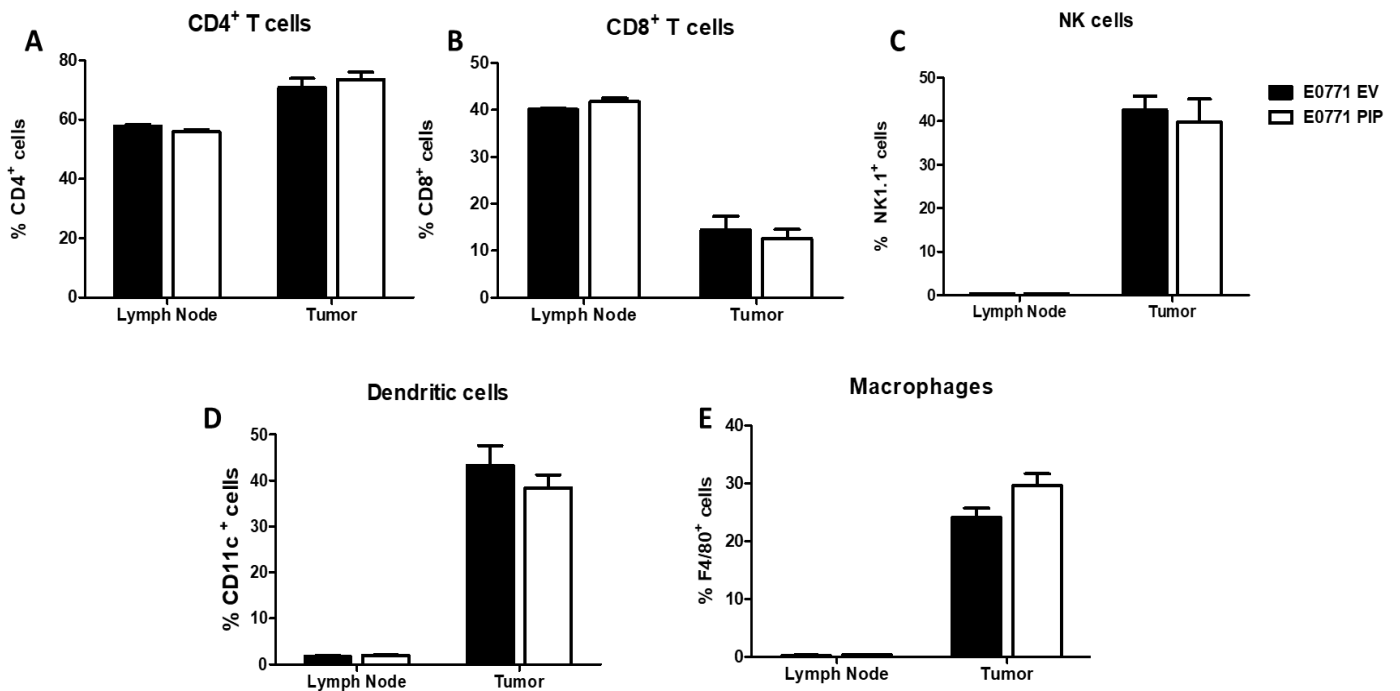 A
CD4⁺ T cells
% CD4⁺ cells
80
60
40
20
0
Lymph Node
Tumor
B
CD8⁺ T cells
% CD8⁺ cells
50
40
30
20
10
0
Lymph Node
Tumor
C
NK cells
% NK1.1⁺ cells
50
40
30
20
10
0
Lymph Node
Tumor
E0771 EV
E0771 PIP
D
Dendritic cells
% CD11c ⁺ cells
50
40
30
20
10
0
Lymph Node
Tumor
E
Macrophages
% F4/80⁺ cells
40
30
20
10
0
Lymph Node
Tumor